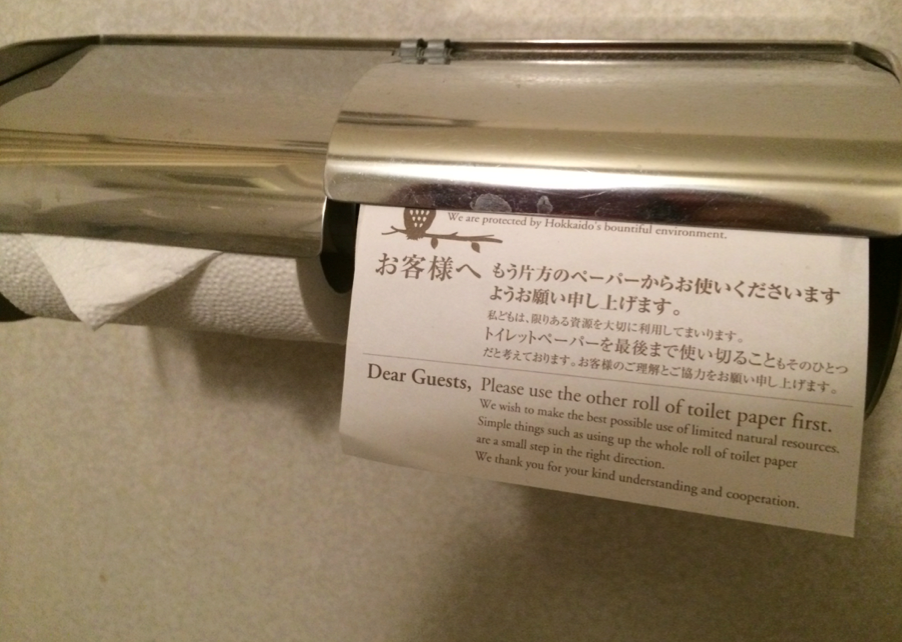 We are protected by Hokkaido's bountiful environment.
お客様へ
もう片方のペーパーからお使いくださいます
ようお願い申し上げます。
私どもは、限りある資源を大切に利用してまいります。
トイレットペーパーを最後まで使い切ることもそのひとつ
だと考えております。お客様のご理解とご協力をお願い申し上げます。
Dear Guests, Please use the other roll of toilet paper first.
We wish to make the best possible use of limited natural resources.
Simple things such as using up the whole roll of toilet paper
are a small step in the right direction.
We thank you for your kind understanding and cooperation.